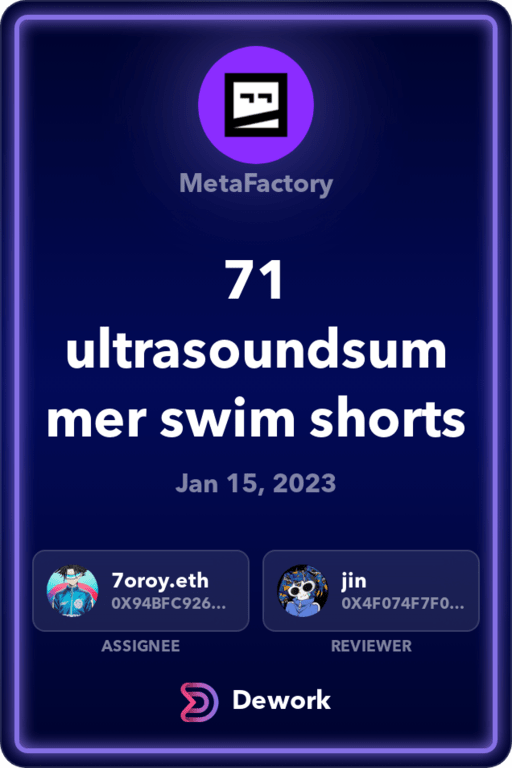 MetaFactory
71
ultrasoundsum
mer swim shorts
Jan 15, 2023
7oroy.eth
0X94BFC926...
ASSIGNEE
jin
0X4F074F7F0...
REVIEWER
Dework